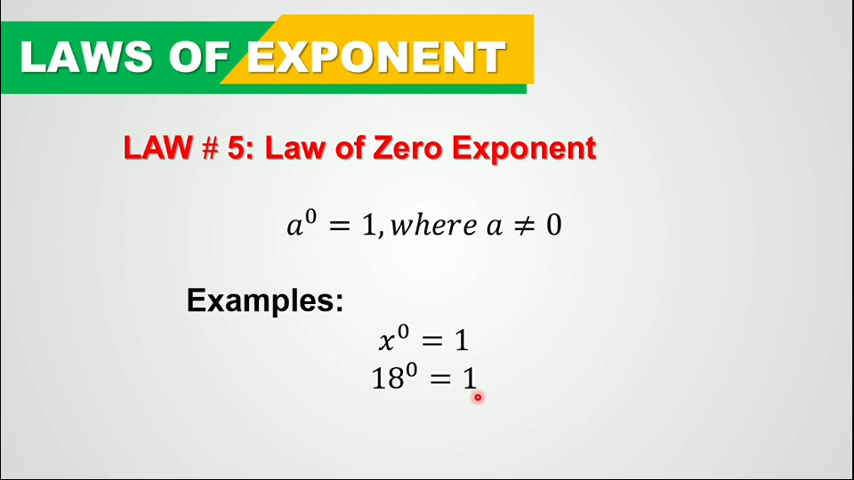 LAWS OF EXPONENT
LAW # 5: Law of Zero Exponent
a⁰ = 1, where a ≠ 0
Examples:
x⁰ = 1
18⁰ = 1